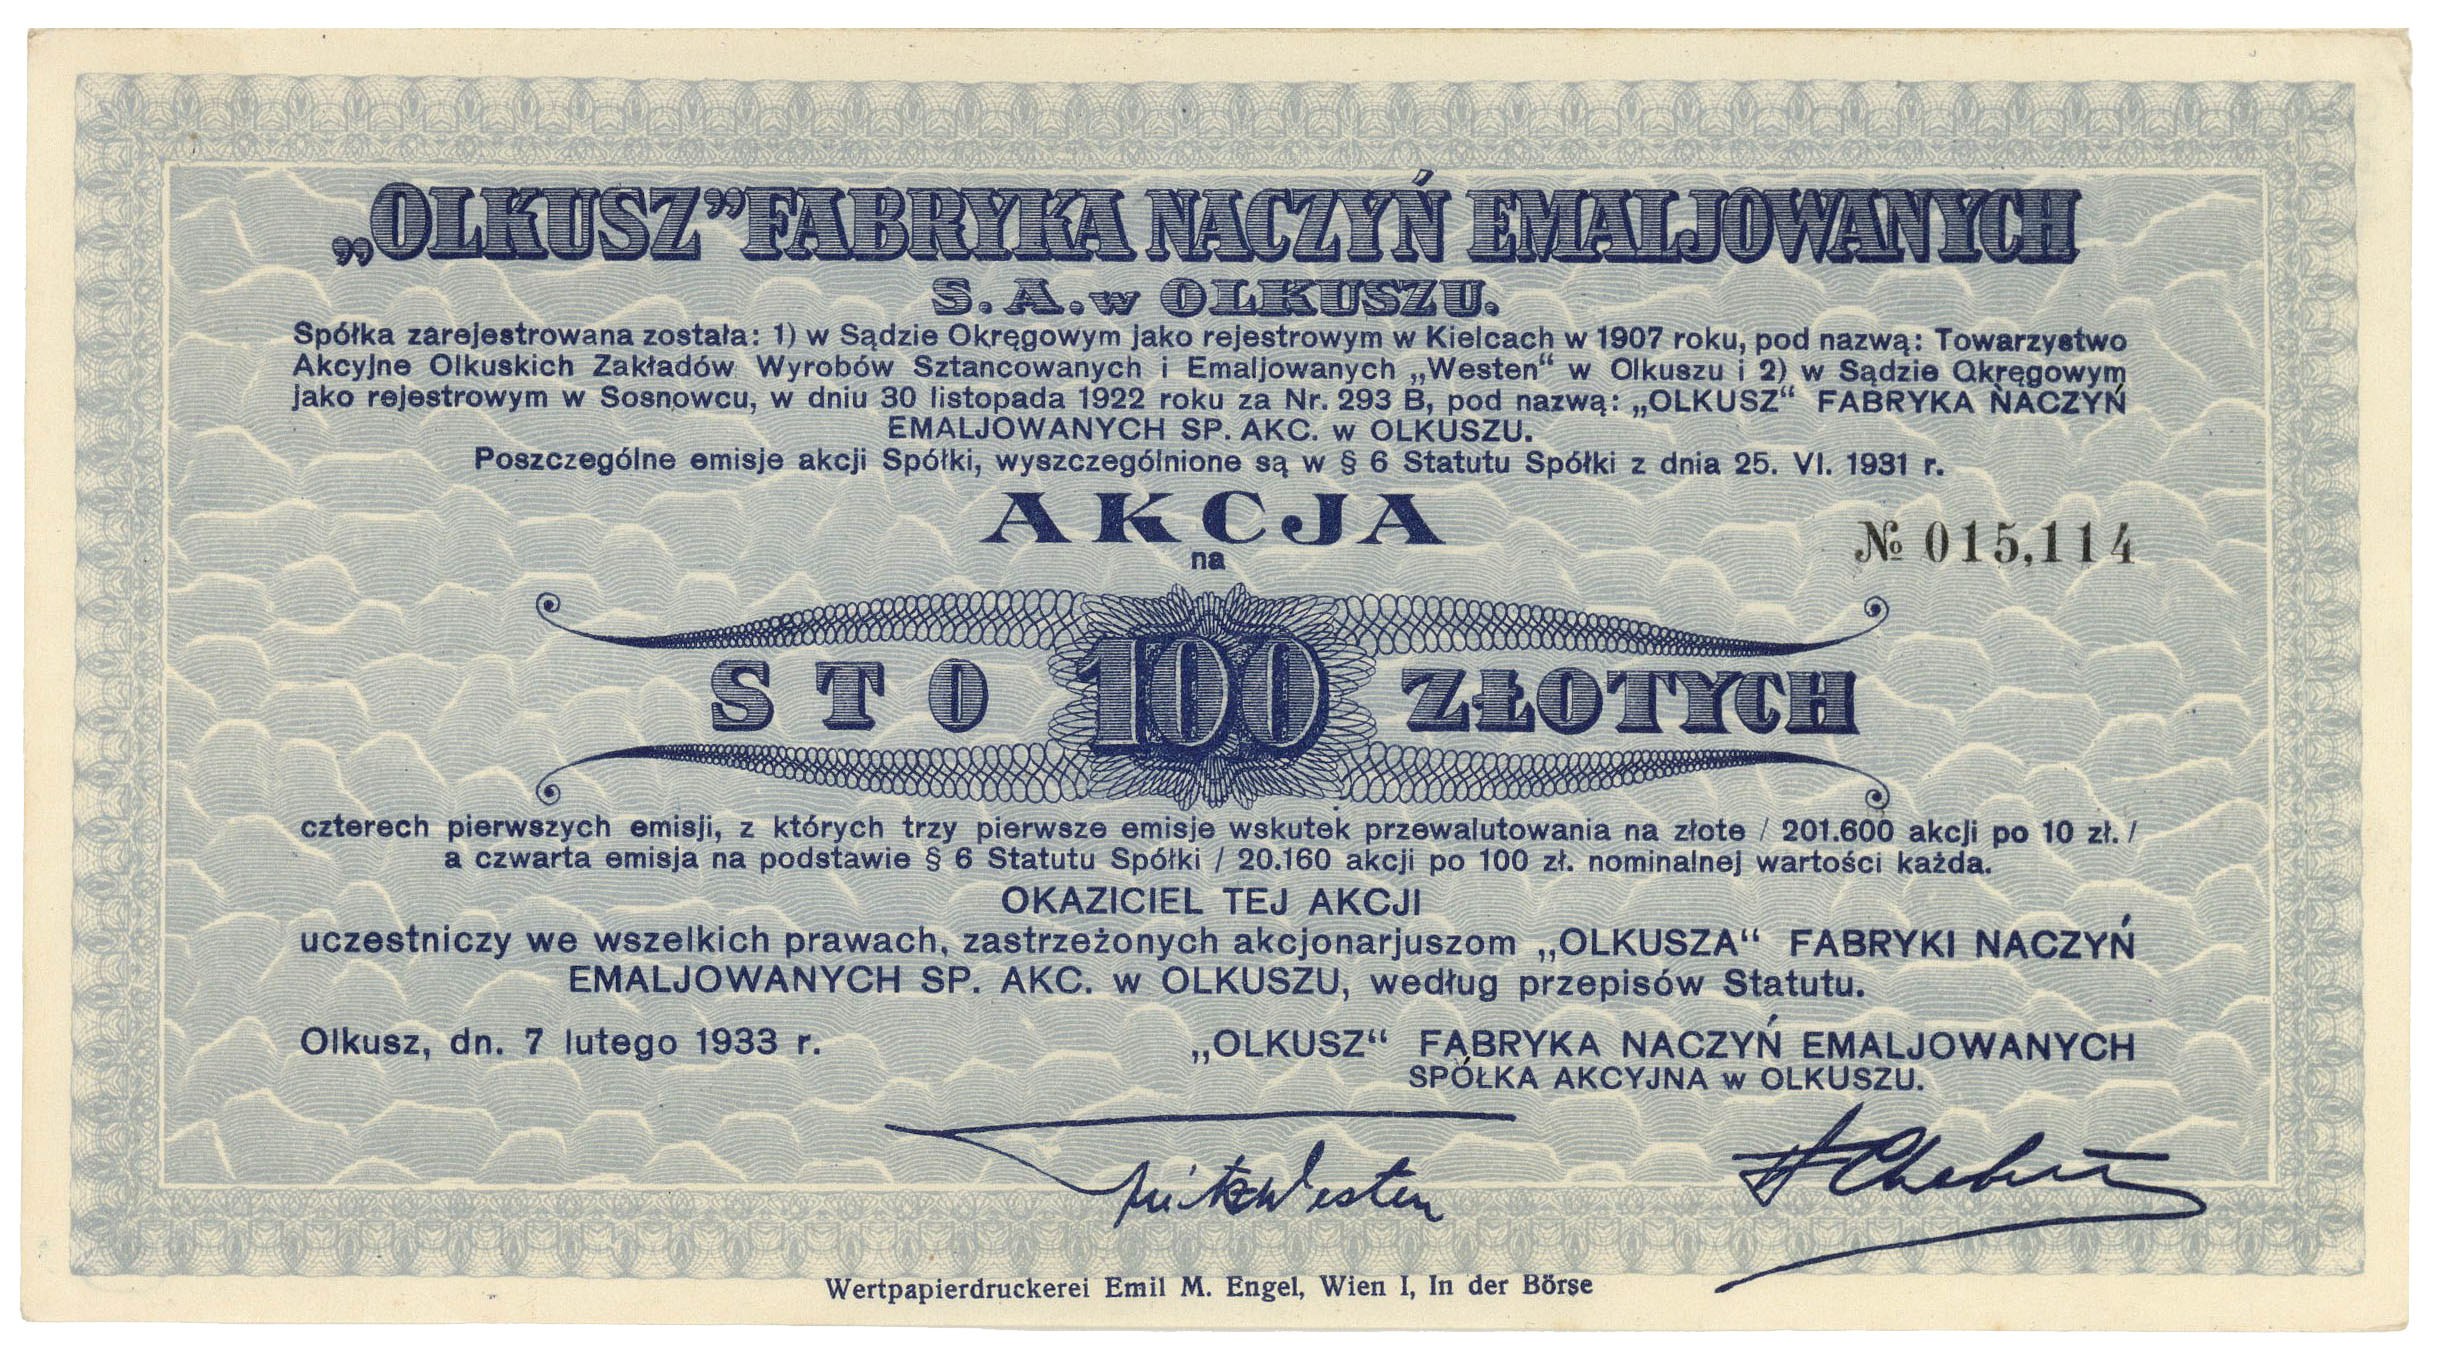 „OLKUSZ” FABRYKA NACZYŃ EMALJOWANYCH
S. A. w OLKUSZU.
Spółka zarejestrowana została: 1) w Sądzie Okręgowym jako rejestrowym w Kielcach w 1907 roku, pod nazwą: Towarzystwo
Akcyjne Olkuskich Zakładów Wyrobów Sztancowanych i Emaljowanych „Westen“ w Olkuszu i 2) w Sądzie Okręgowym
jako rejestrowym w Sosnowcu, w dniu 30 listopada 1922 roku za Nr. 293 B, pod nazwą: „OLKUSZ“ FABRYKA NACZYŃ
EMALJOWANYCH SP. AKC. w OLKUSZU.
Poszczególne emisje akcji Spółki, wyszczególnione są w § 6 Statutu Spółki z dnia 25. VI. 1931 r.
AKCJA
№ 015,114
na
STO 100 ZŁOTYCH
czterech pierwszych emisji, z których trzy pierwsze emisje wskutek przewalutowania na złote / 201.600 akcji po 10 zł. /
a czwarta emisja na podstawie § 6 Statutu Spółki / 20.160 akcji po 100 zł. nominalnej wartości każda.
OKAZICIEL TEJ AKCJI
uczestniczy we wszelkich prawach, zastrzeżonych akcjonarjuszom „OLKUSZA“ FABRYKI NACZYŃ
EMALJOWANYCH SP. AKC. w OLKUSZU, według przepisów Statutu.
Olkusz, dn. 7 lutego 1933 r.
„OLKUSZ“ FABRYKA NACZYŃ EMALJOWANYCH
SPÓŁKA AKCYJNA w OLKUSZU.
Westen
Wertpapierdruckerei Emil M. Engel, Wien I, In der Börse